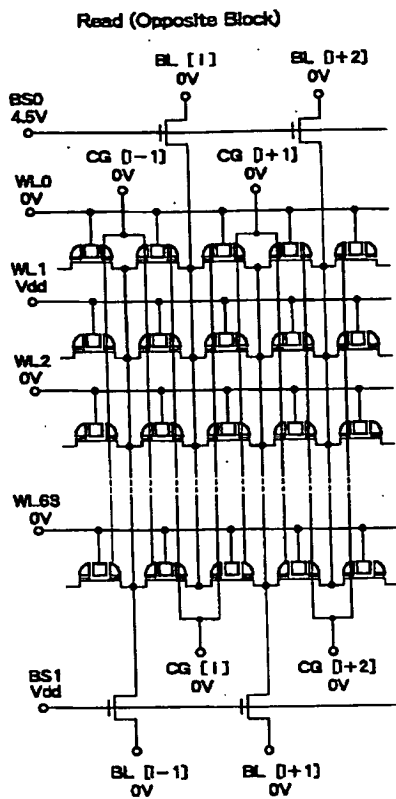 Read (Opposite Block)
BL [i]
0V
BL [i+2]
0V
BS0
4.5V
CG [i-1]
0V
CG [i+1]
0V
WL0
0V
WL1
Vdd
WL2
0V
WL63
0V
CG [i]
0V
CG [i+2]
0V
BS1
Vdd
BL [i-1]
0V
BL [i+1]
0V